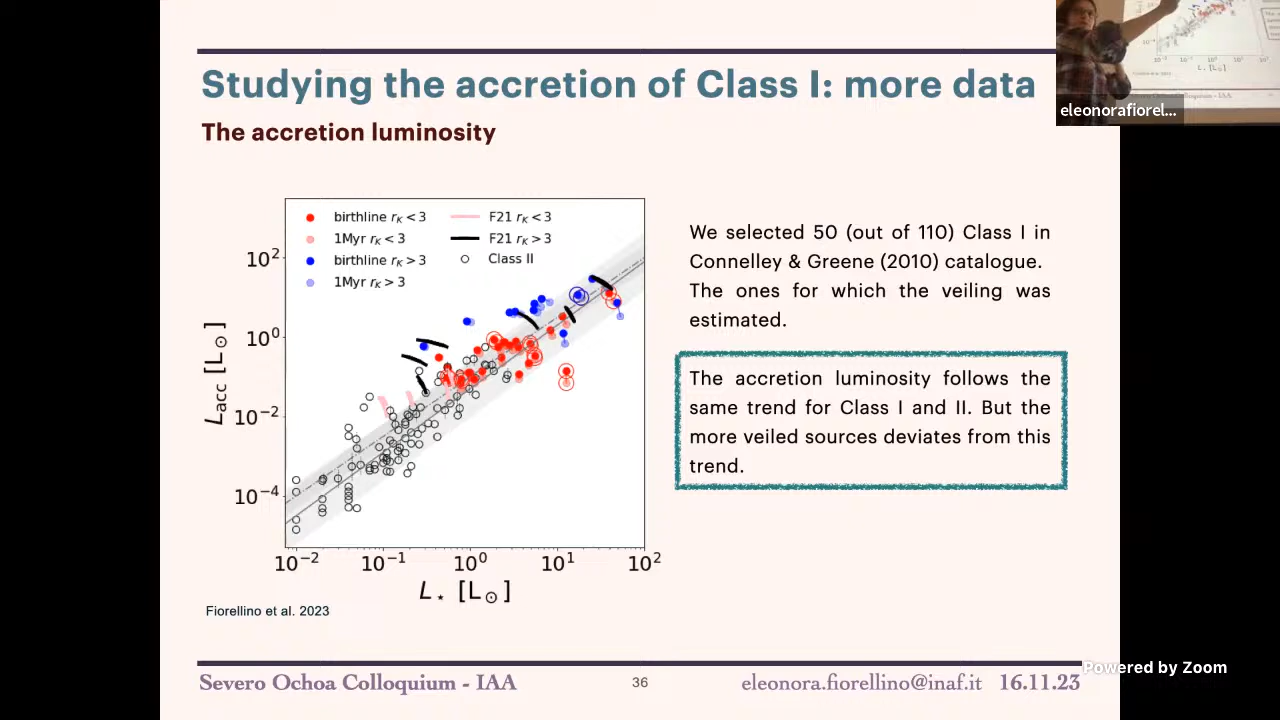 Studying the accretion of Class I: more data
The accretion luminosity
eleonorafiorel...
birthline r_K < 3
1Myr r_K < 3
birthline r_K > 3
1Myr r_K > 3
F21 r_K < 3
F21 r_K > 3
Class II
10^2
10^0
10^-2
10^-4
L_acc [L_☉]
10^-2 10^-1 10^0 10^1 10^2
L_⋆ [L_☉]
Fiorellino et al. 2023
We selected 50 (out of 110) Class I in
Connelley & Greene (2010) catalogue.
The ones for which the veiling was
estimated.
The accretion luminosity follows the
same trend for Class I and II. But the
more veiled sources deviates from this
trend.
Severo Ochoa Colloquium - IAA
36
eleonora.fiorellino@inaf.it 16.11.23
Powered by Zoom